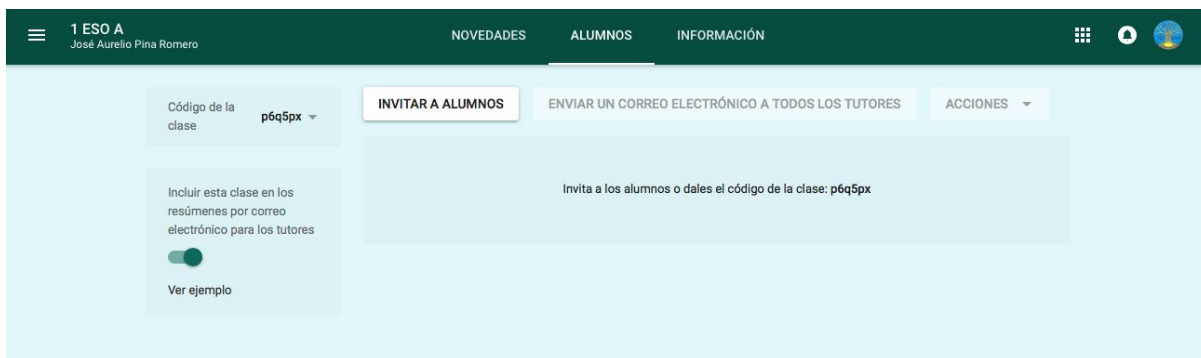 1 ESO A
José Aurelio Pina Romero
NOVEDADES
ALUMNOS
INFORMACIÓN
Código de la
clase
p6q5px
INVITAR A ALUMNOS
ENVIAR UN CORREO ELECTRÓNICO A TODOS LOS TUTORES
ACCIONES
Invita a los alumnos o dales el código de la clase: p6q5px
Incluir esta clase en los
resúmenes por correo
electrónico para los tutores
Ver ejemplo